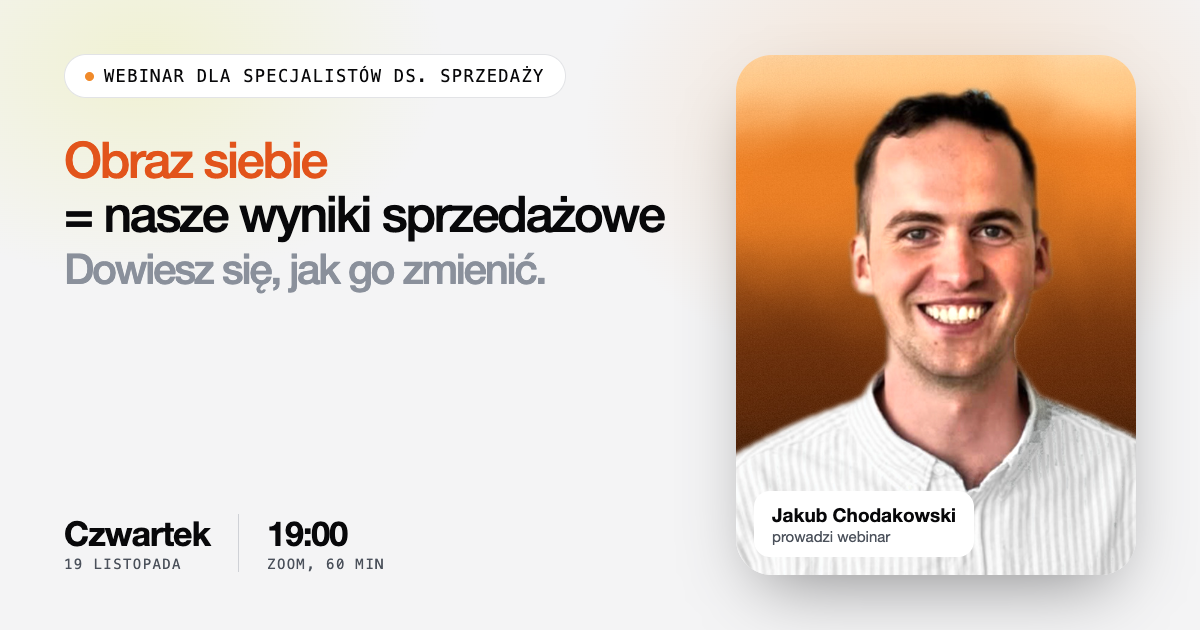 WEBINAR DLA SPECJALISTÓW DS. SPRZEDAŻY
Obraz siebie
= nasze wyniki sprzedażowe
Dowiesz się, jak go zmienić.
Czwartek
19 LISTOPADA
19:00
ZOOM, 60 MIN
Jakub Chodakowski
prowadzi webinar